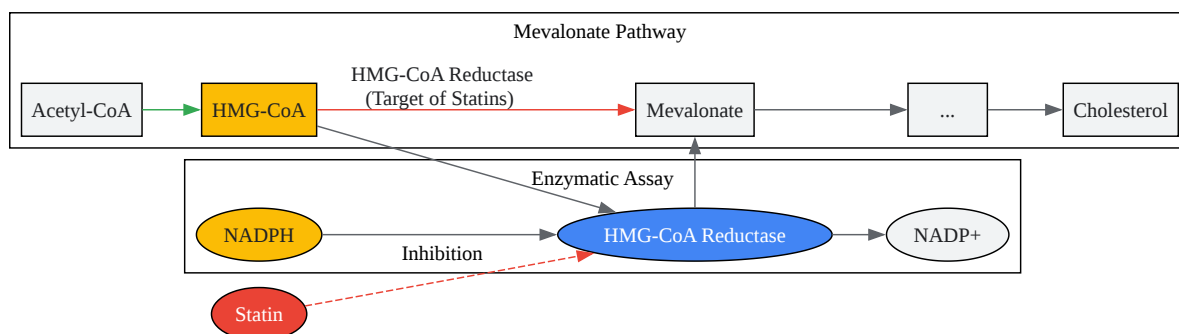 Mevalonate Pathway
HMG-CoA Reductase
(Target of Statins)
Acetyl-CoA
HMG-CoA
Mevalonate
...
Cholesterol
Enzymatic Assay
NADPH
HMG-CoA Reductase
NADP+
Inhibition
Statin